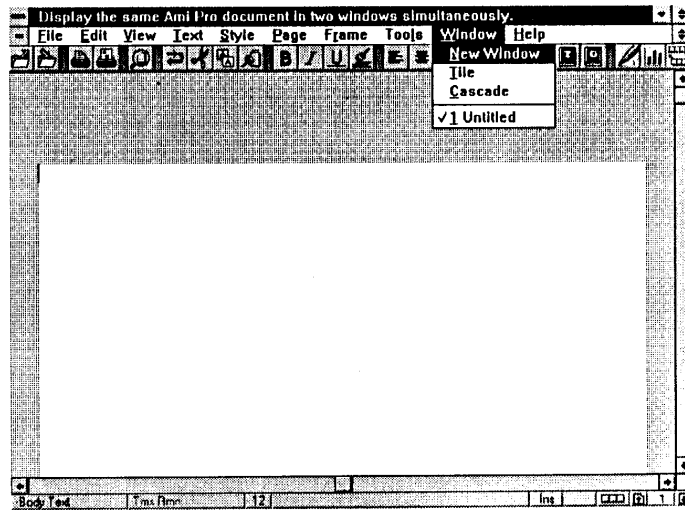 Display the same Ami Pro document in two windows simultaneously.
File Edit View Text Style Page Frame Tools Window Help
B I U
New Window
Tile
Cascade
✓1 Untitled
Body Text Tms Rmn 12 Ins 1